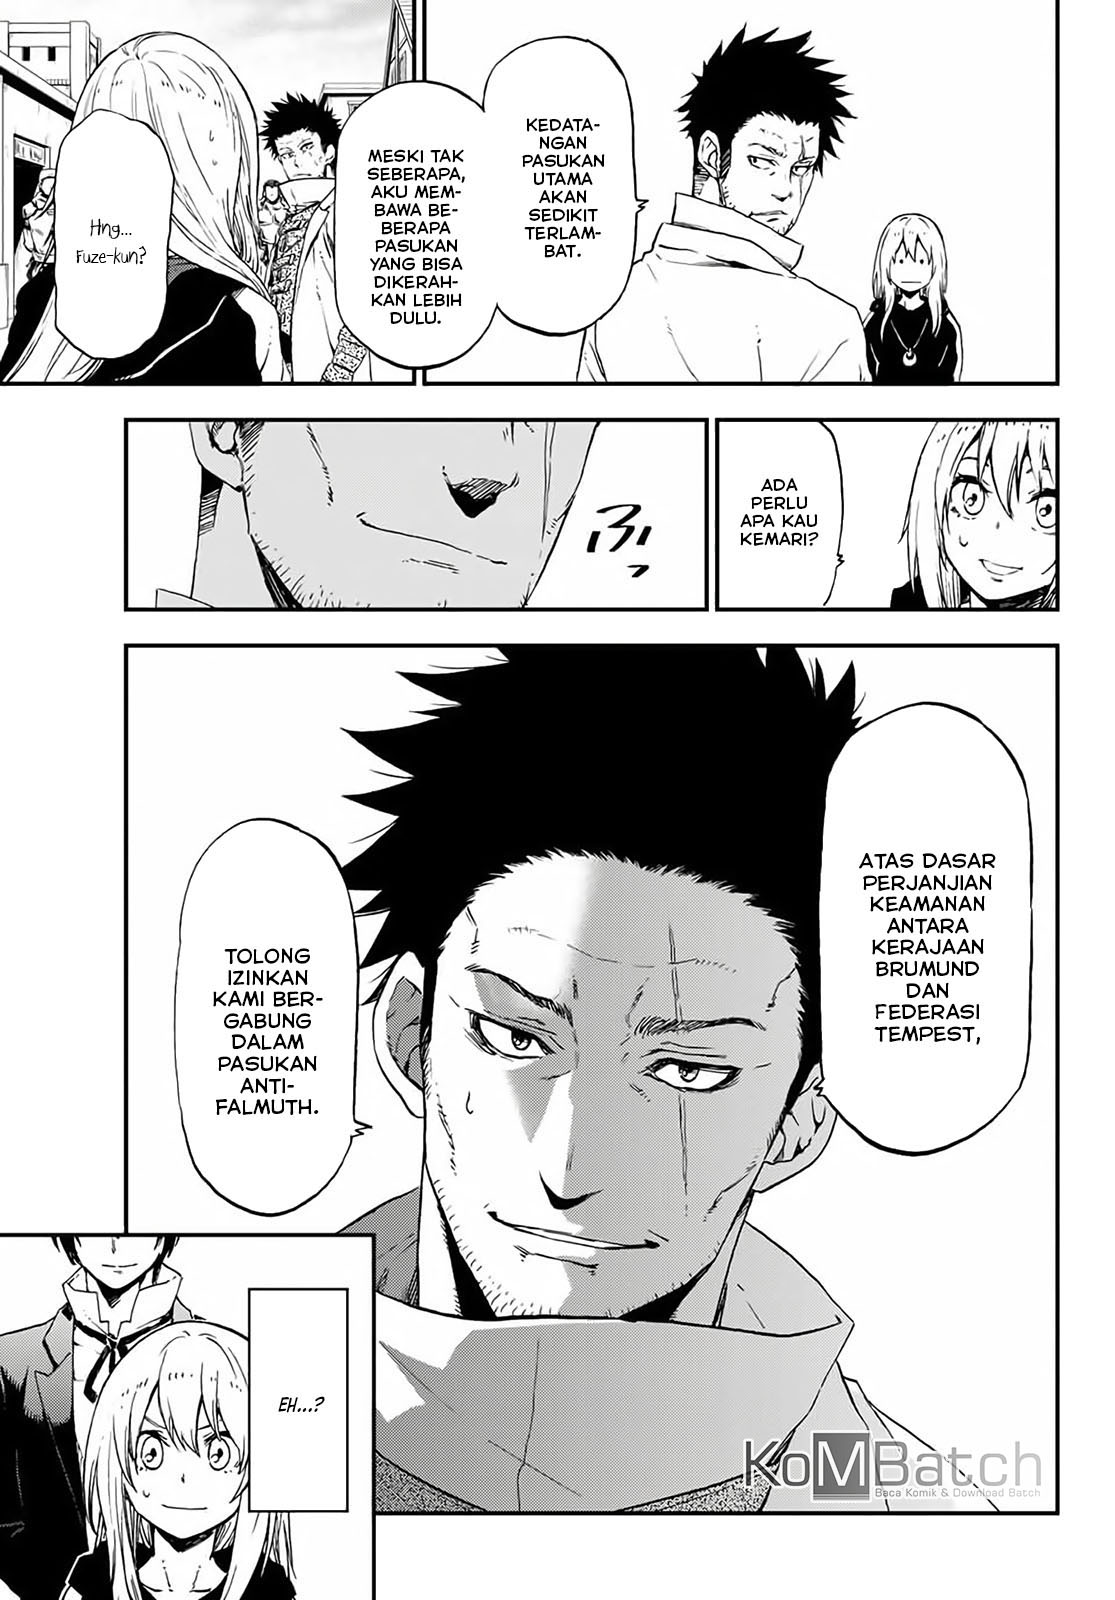 KEDATA-
NGAN
PASUKAN
UTAMA
AKAN
SEDIKIT
TERLAM-
BAT.
MESKI TAK
SEBERAPA,
AKU MEM-
BAWA BE-
BERAPA
PASUKAN
YANG BISA
DIKERAH-
KAN LEBIH
DULU.
Hng...
Fuze-kun?
ADA
PERLU
APA KAU
KEMARI?
ふっ
ATAS DASAR
PERJANJIAN
KEAMANAN
ANTARA
KERAJAAN
BRUMUND
DAN
FEDERASI
TEMPEST,
TOLONG
IZINKAN
KAMI BER-
GABUNG
DALAM
PASUKAN
ANTI-
FALMUTH.
EH...?
KoMBatch
Baca Komik & Download Batch